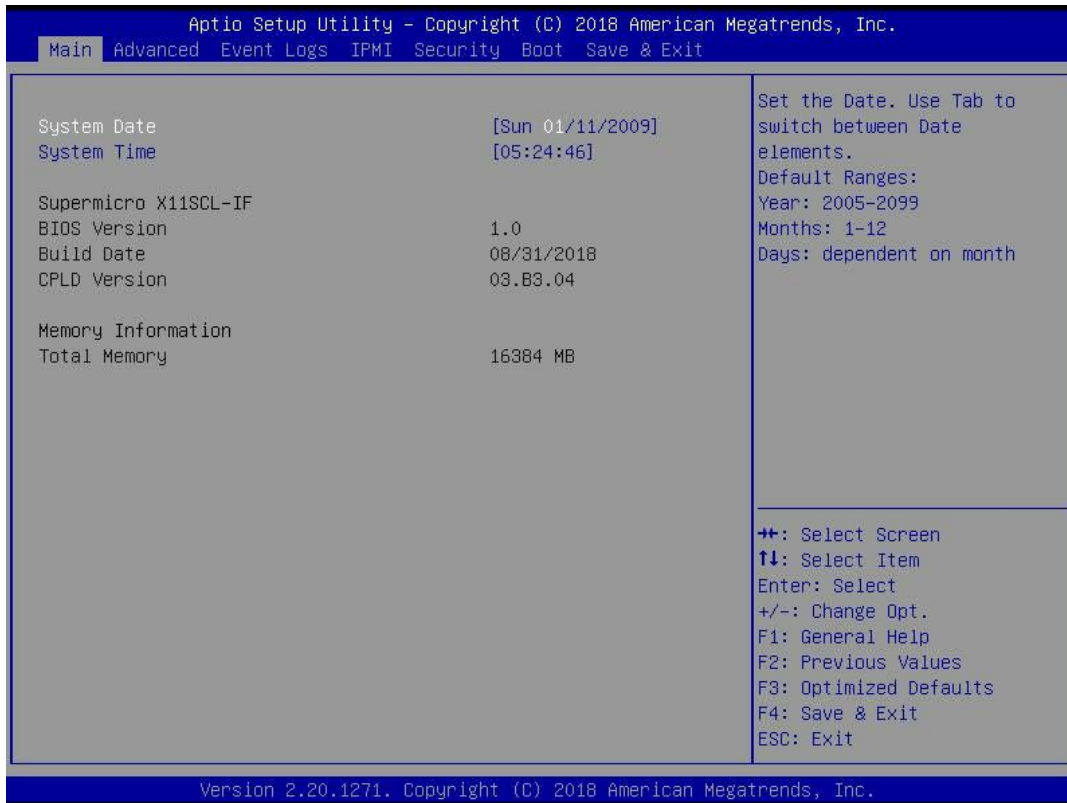 Aptio Setup Utility – Copyright (C) 2018 American Megatrends, Inc.
Main Advanced Event Logs IPMI Security Boot Save & Exit
System Date [Sun 01/11/2009]
System Time [05:24:46]
Supermicro X11SCL-IF
BIOS Version 1.0
Build Date 08/31/2018
CPLD Version 03.B3.04
Memory Information
Total Memory 16384 MB
Set the Date. Use Tab to
switch between Date
elements.
Default Ranges:
Year: 2005-2099
Months: 1-12
Days: dependent on month
→←: Select Screen
↑↓: Select Item
Enter: Select
+/-: Change Opt.
F1: General Help
F2: Previous Values
F3: Optimized Defaults
F4: Save & Exit
ESC: Exit
Version 2.20.1271. Copyright (C) 2018 American Megatrends, Inc.